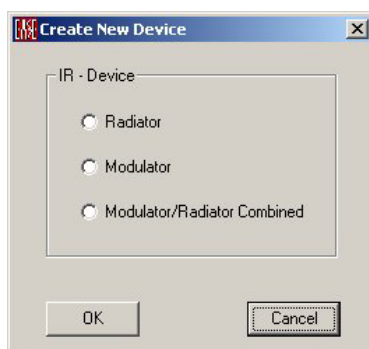 Create New Device
IR - Device
Radiator
Modulator
Modulator/Radiator Combined
OK
Cancel